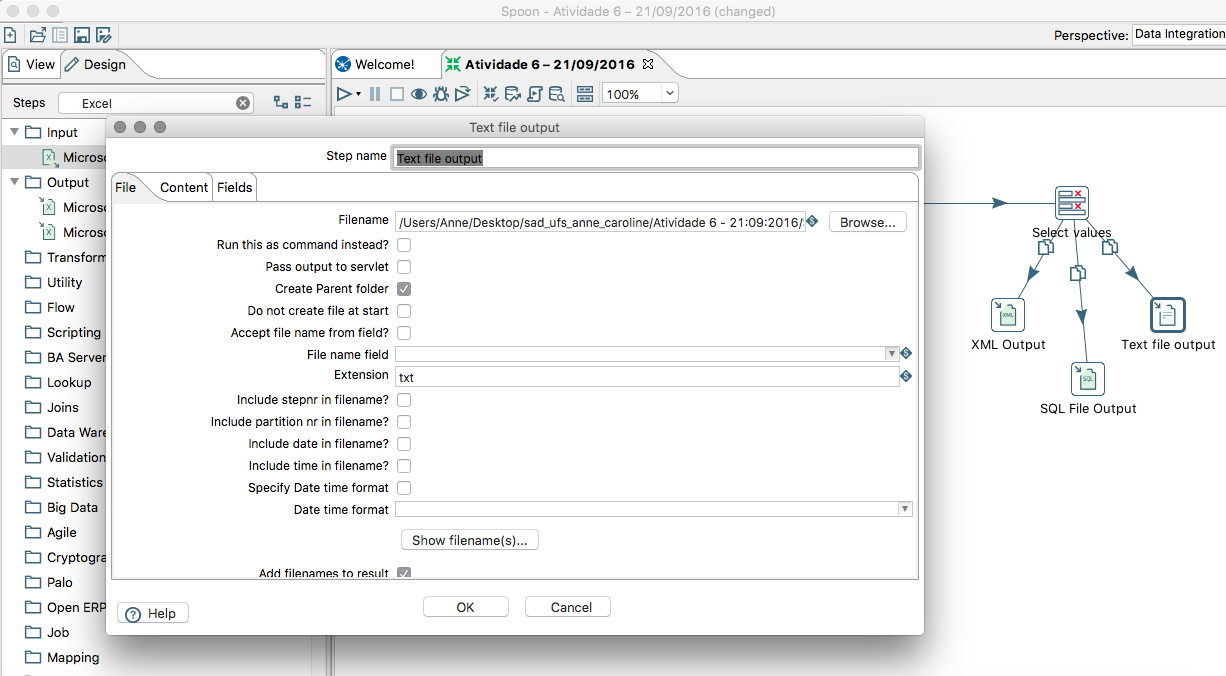 Spoon - Atividade 6 – 21/09/2016 (changed)
Perspective: Data Integration
View Design
Welcome! Atividade 6 – 21/09/2016
Steps Excel
100%
Input
Microso
Output
Microso
Microso
Transform
Utility
Flow
Scripting
BA Server
Lookup
Joins
Data Ware
Validation
Statistics
Big Data
Agile
Cryptogra
Palo
Open ERP
Job
Mapping
Text file output
Step name Text file output
File Content Fields
Filename /Users/Anne/Desktop/sad_ufs_anne_caroline/Atividade 6 - 21:09:2016/ Browse...
Run this as command instead?
Pass output to servlet
Create Parent folder
Do not create file at start
Accept file name from field?
File name field
Extension txt
Include stepnr in filename?
Include partition nr in filename?
Include date in filename?
Include time in filename?
Specify Date time format
Date time format
Show filename(s)...
Add filenames to result
Help OK Cancel
Select values
XML
XML Output
Text file output
SQL
SQL File Output